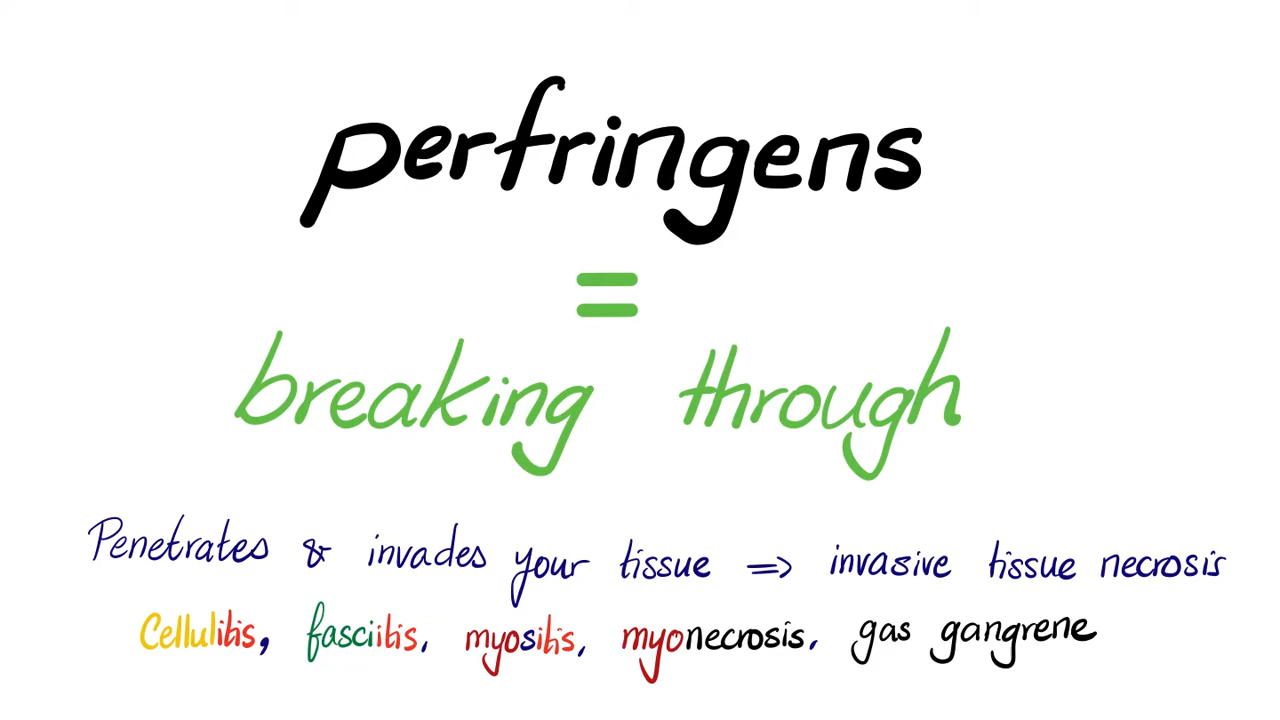 perfringens
=
breaking through
Penetrates & invades your tissue => invasive tissue necrosis
Cellulitis, fasciitis, myositis, myonecrosis, gas gangrene